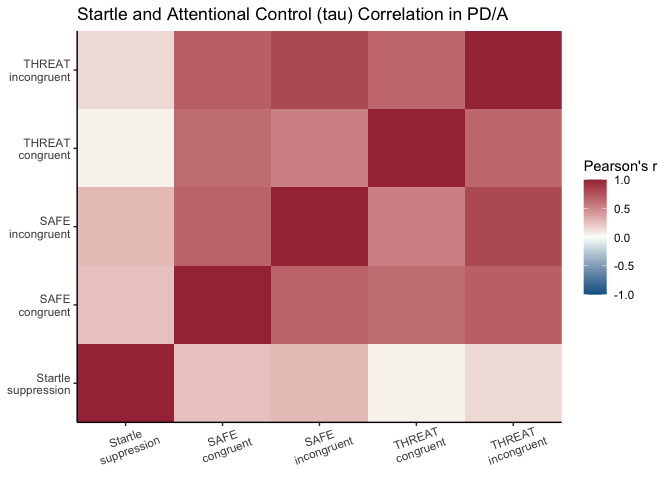 Startle and Attentional Control (tau) Correlation in PD/A
THREAT
incongruent
THREAT
congruent
SAFE
incongruent
SAFE
congruent
Startle
suppression
Startle
suppression
SAFE
congruent
SAFE
incongruent
THREAT
congruent
THREAT
incongruent
Pearson's r
1.0
0.5
0.0
-0.5
-1.0